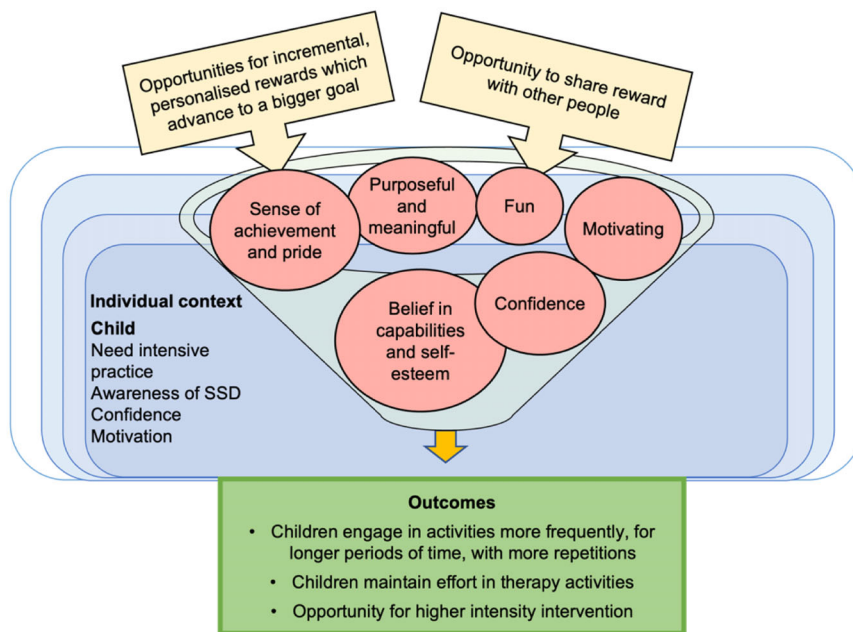 Opportunities for incremental,
personalised rewards which
advance to a bigger goal
Opportunity to share reward
with other people
Sense of
achievement
and pride
Purposeful
and
meaningful
Fun
Motivating
Belief in
capabilities
and self-
esteem
Confidence
Individual context
Child
Need intensive
practice
Awareness of SSD
Confidence
Motivation
Outcomes
• Children engage in activities more frequently, for
longer periods of time, with more repetitions
• Children maintain effort in therapy activities
• Opportunity for higher intensity intervention